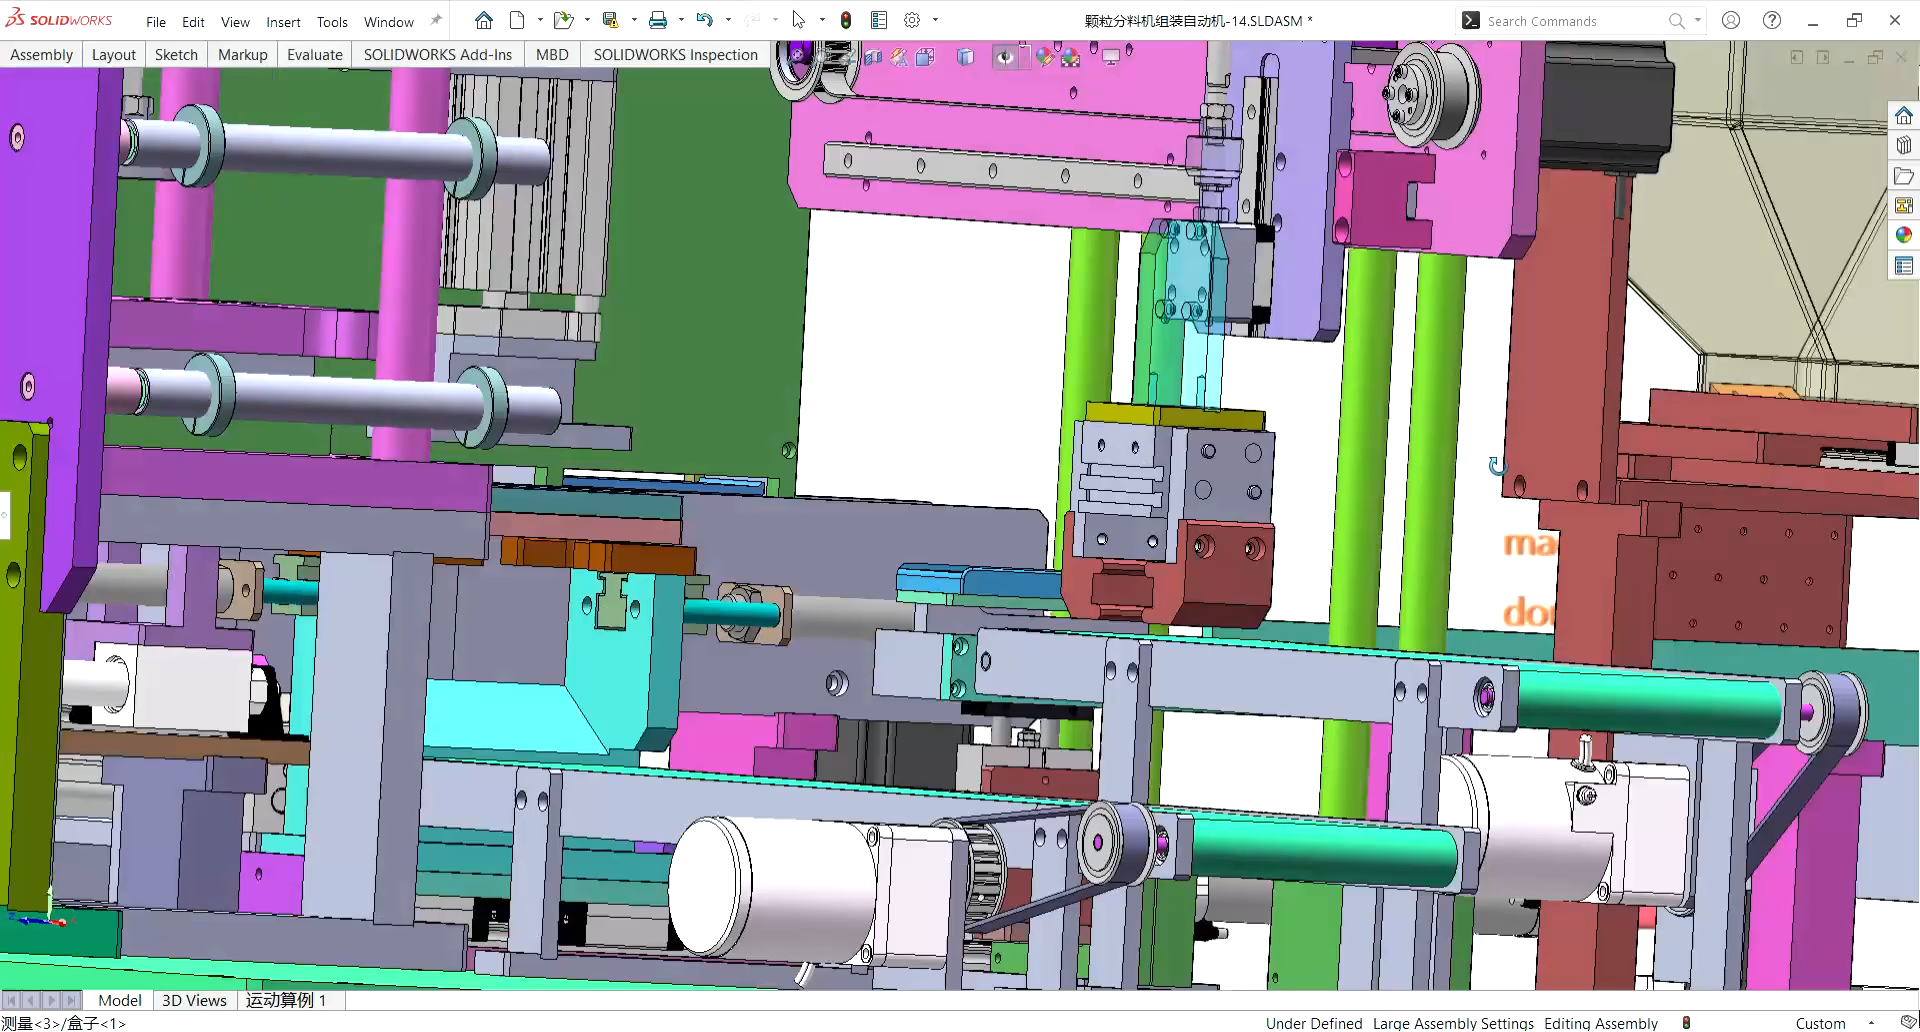 SOLIDWORKS File Edit View Insert Tools Window 颗粒分料机组装自动机-14.SLDASM * Search Commands
Assembly Layout Sketch Markup Evaluate SOLIDWORKS Add-Ins MBD SOLIDWORKS Inspection
ma
do
Model 3D Views 运动算例 1
测量<3>/盒子<1> Under Defined Large Assembly Settings Editing Assembly Custom